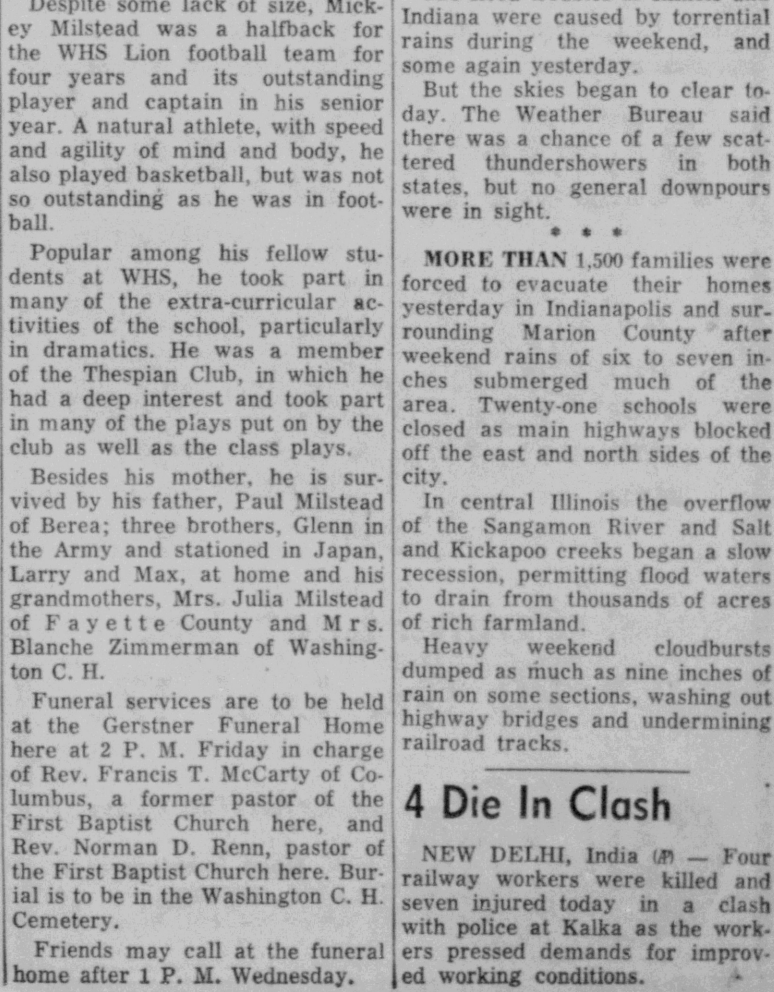 Despite some lack of size, Mick-
ey Milstead was a halfback for
the WHS Lion football team for
four years and its outstanding
player and captain in his senior
year. A natural athlete, with speed
and agility of mind and body, he
also played basketball, but was not
so outstanding as he was in foot-
ball.
Popular among his fellow stu-
dents at WHS, he took part in
many of the extra-curricular ac-
tivities of the school, particularly
in dramatics. He was a member
of the Thespian Club, in which he
had a deep interest and took part
in many of the plays put on by the
club as well as the class plays.
Besides his mother, he is sur-
vived by his father, Paul Milstead
of Berea; three brothers, Glenn in
the Army and stationed in Japan,
Larry and Max, at home and his
grandmothers, Mrs. Julia Milstead
of Fayette County and Mrs.
Blanche Zimmerman of Washing-
ton C. H.
Funeral services are to be held
at the Gerstner Funeral Home
here at 2 P. M. Friday in charge
of Rev. Francis T. McCarty of Co-
lumbus, a former pastor of the
First Baptist Church here, and
Rev. Norman D. Renn, pastor of
the First Baptist Church here. Bur-
ial is to be in the Washington C. H.
Cemetery.
Friends may call at the funeral
home after 1 P. M. Wednesday.
Indiana were caused by torrential
rains during the weekend, and
some again yesterday.
But the skies began to clear to-
day. The Weather Bureau said
there was a chance of a few scat-
tered thundershowers in both
states, but no general downpours
were in sight.
* * *
MORE THAN 1,500 families were
forced to evacuate their homes
yesterday in Indianapolis and sur-
rounding Marion County after
weekend rains of six to seven in-
ches submerged much of the
area. Twenty-one schools were
closed as main highways blocked
off the east and north sides of the
city.
In central Illinois the overflow
of the Sangamon River and Salt
and Kickapoo creeks began a slow
recession, permitting flood waters
to drain from thousands of acres
of rich farmland.
Heavy weekend cloudbursts
dumped as much as nine inches of
rain on some sections, washing out
highway bridges and undermining
railroad tracks.
4 Die In Clash
NEW DELHI, India (AP) — Four
railway workers were killed and
seven injured today in a clash
with police at Kalka as the work-
ers pressed demands for improv-
ed working conditions.